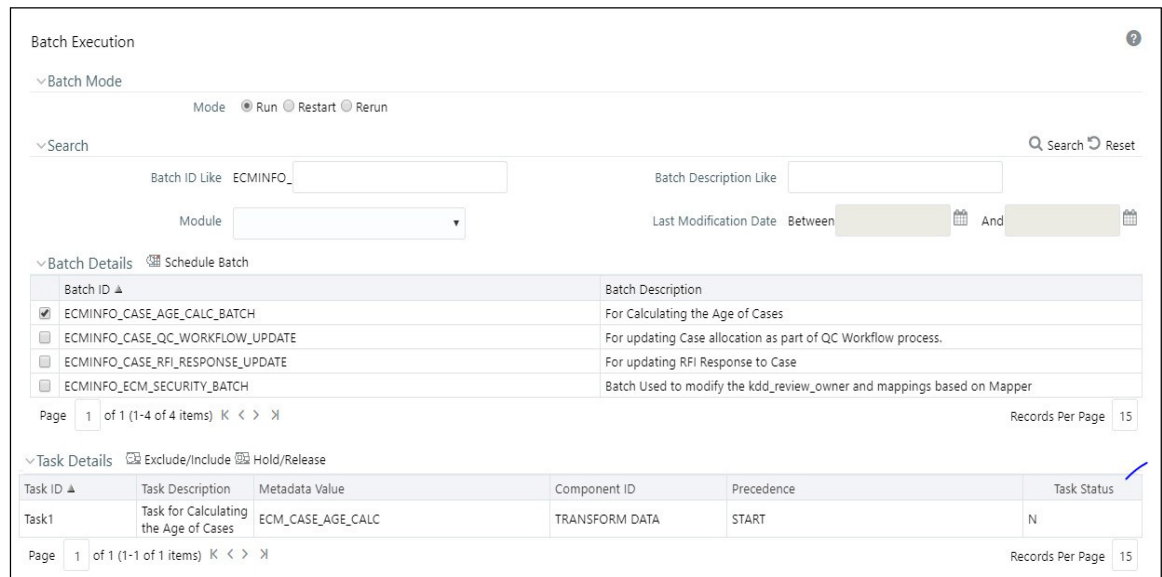 Batch Execution
Batch Mode
Mode Run Restart Rerun
Search Search Reset
Batch ID Like ECMINFO_ Batch Description Like
Module Last Modification Date Between And
Batch Details Schedule Batch
Batch ID Batch Description
ECMINFO_CASE_AGE_CALC_BATCH For Calculating the Age of Cases
ECMINFO_CASE_QC_WORKFLOW_UPDATE For updating Case allocation as part of QC Workflow process.
ECMINFO_CASE_RFI_RESPONSE_UPDATE For updating RFI Response to Case
ECMINFO_ECM_SECURITY_BATCH Batch Used to modify the kdd_review_owner and mappings based on Mapper
Page 1 of 1 (1-4 of 4 items) Records Per Page 15
Task Details Exclude/Include Hold/Release
Task ID Task Description Metadata Value Component ID Precedence Task Status
Task1 Task for Calculating the Age of Cases ECM_CASE_AGE_CALC TRANSFORM DATA START N
Page 1 of 1 (1-1 of 1 items) Records Per Page 15